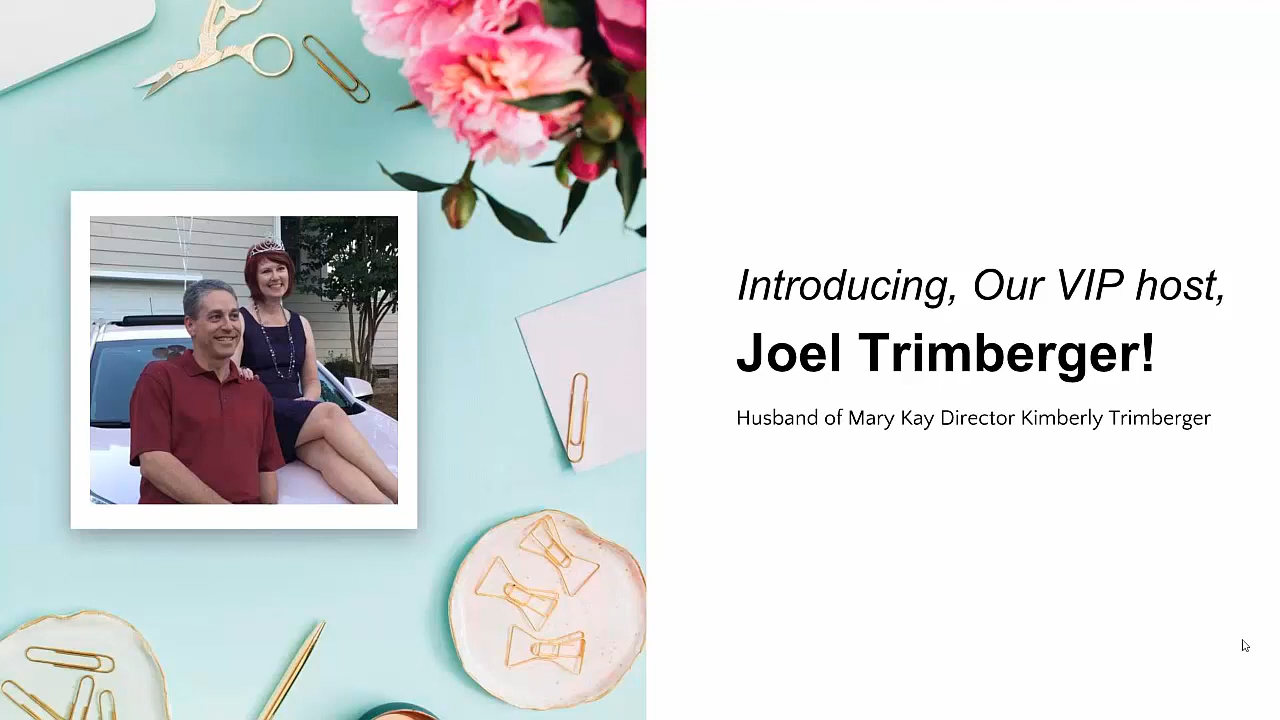 Introducing, Our VIP host,
Joel Trimberger!
Husband of Mary Kay Director Kimberly Trimberger